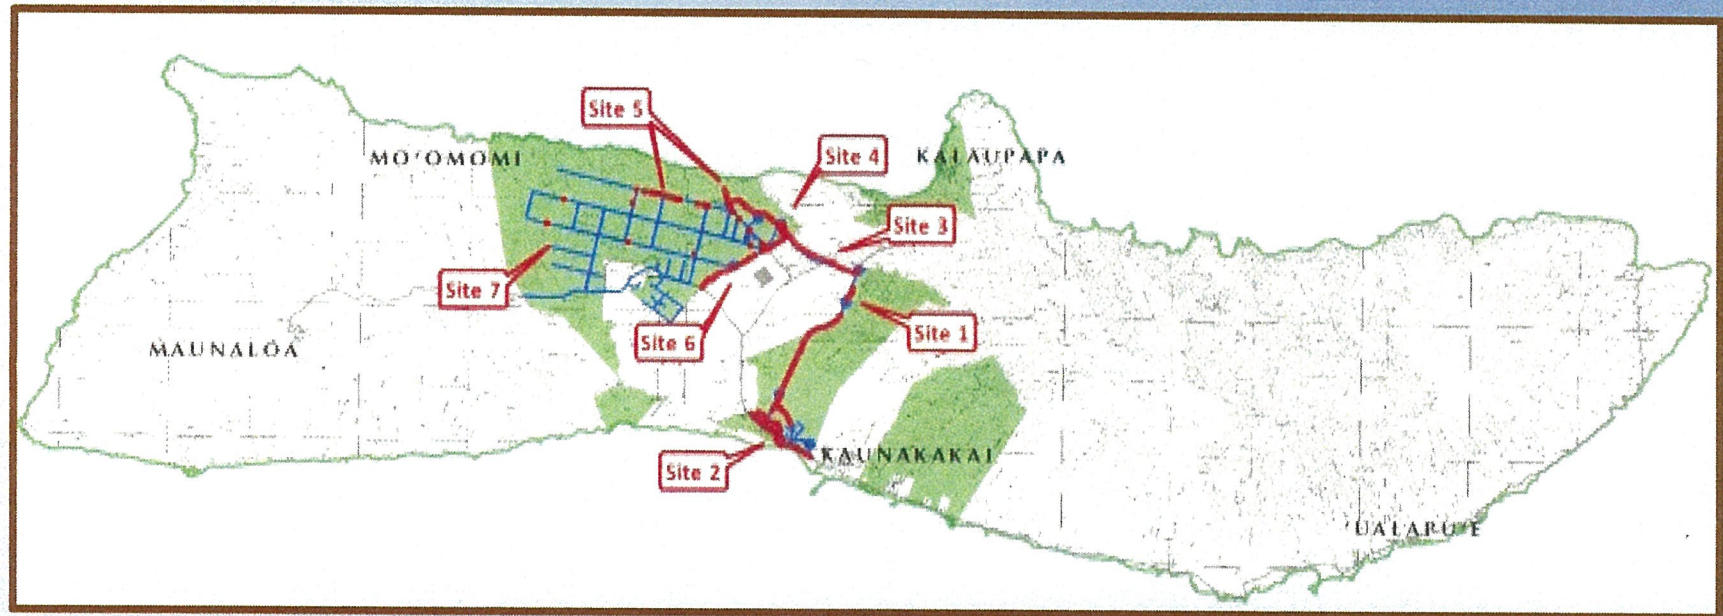 Site 5
Site 4
MO'OMOMI
KALAUPAPA
Site 3
Site 7
Site 1
Site 6
MAUNALOA
KAUNAKAKAI
Site 2
'UALAPU'E